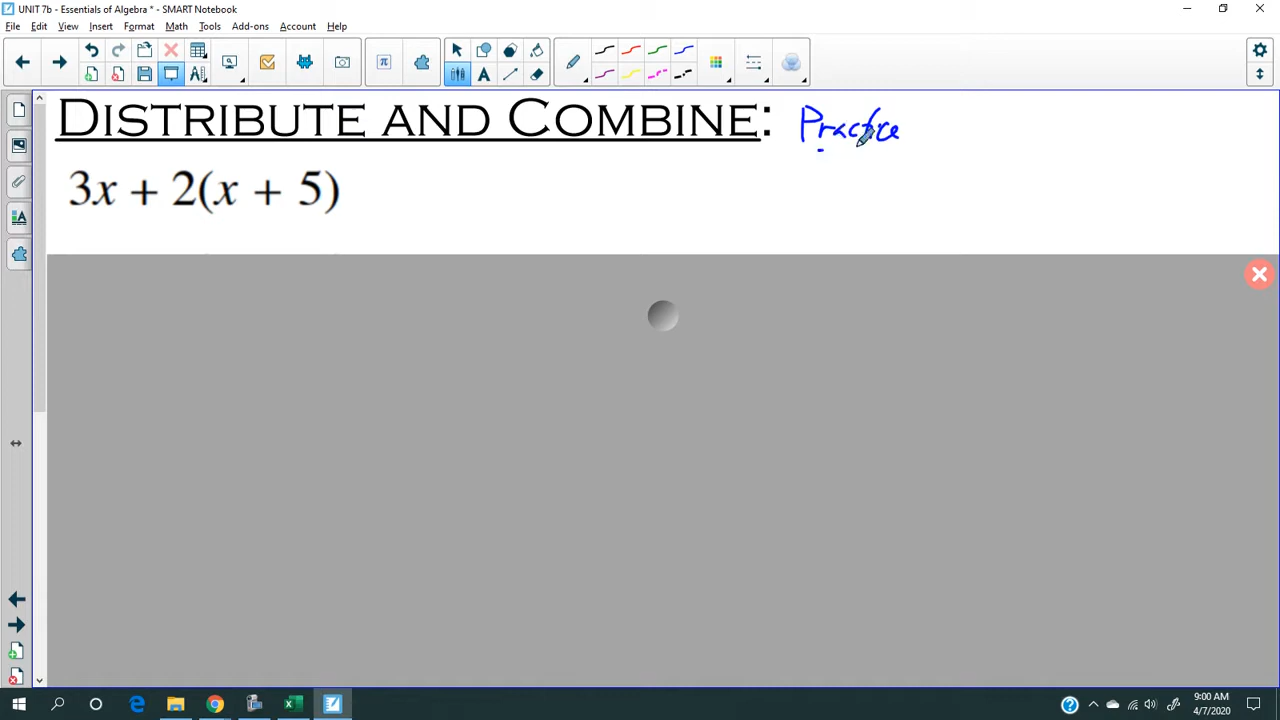 UNIT 7b - Essentials of Algebra * - SMART Notebook
File Edit View Insert Format Math Tools Add-ons Account Help
DISTRIBUTE AND COMBINE: Practice
3x + 2(x + 5)
9:00 AM
4/7/2020